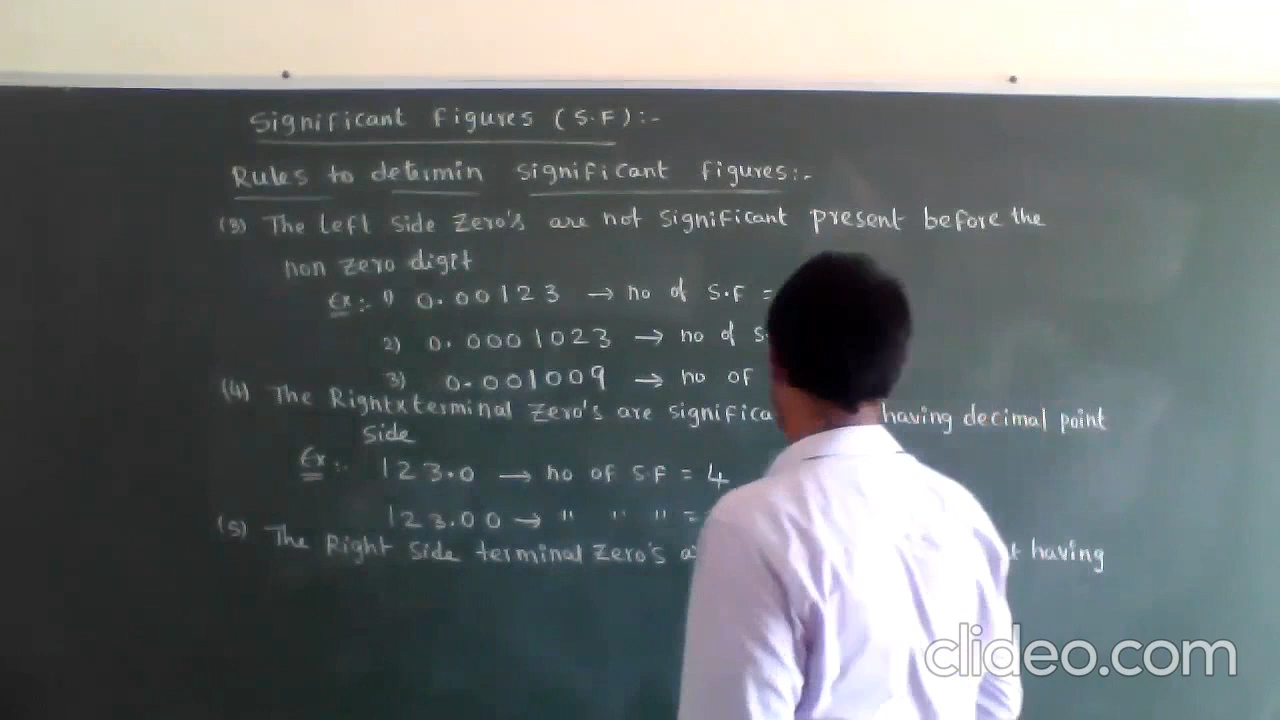 Significant Figures (S.F):-
Rules to determin significant figures:-
(3) The left side zero's are not significant present before the
non zero digit
Ex:- 1) 0.00123 → no of S.F =
2) 0.0001023 → no of S.
3) 0.001009 → no of
(4) The Right terminal zero's are significa having decimal point
side
Ex:- 123.0 → no of S.F = 4
123.00 → " " " =
(5) The Right side terminal zero's a having
clideo.com